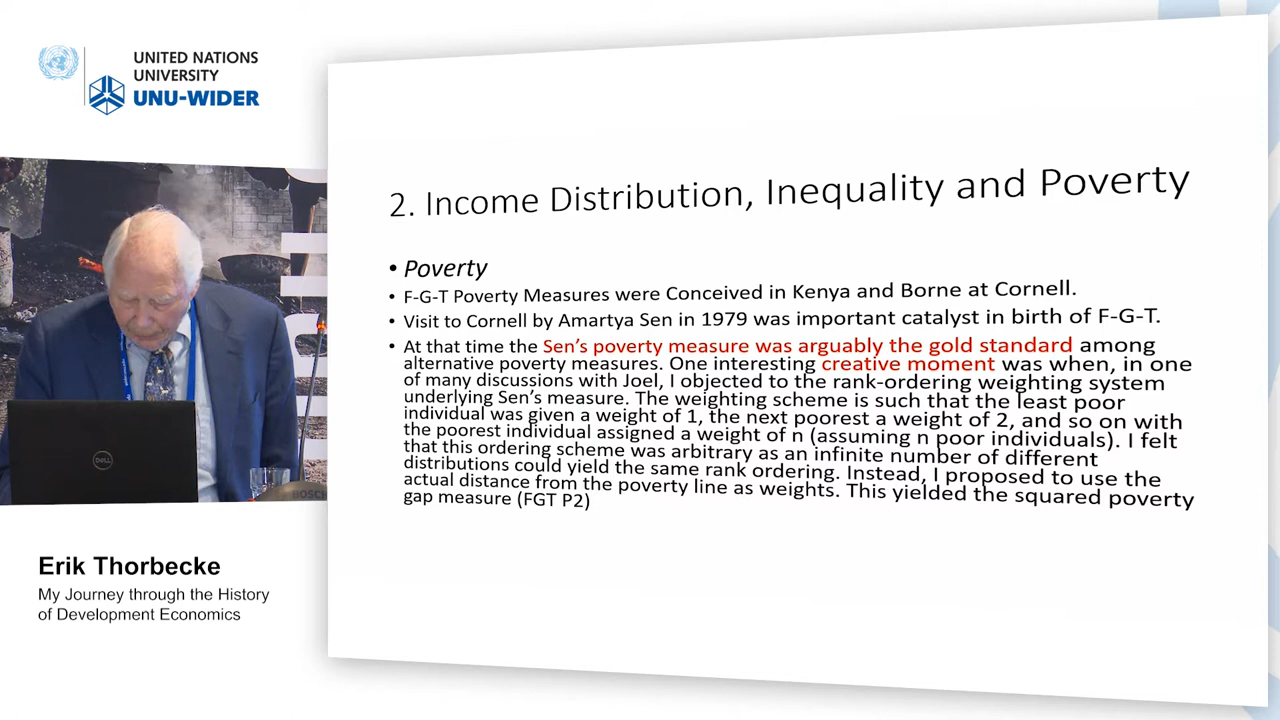 UNITED NATIONS
UNIVERSITY
UNU-WIDER
2. Income Distribution, Inequality and Poverty
• Poverty
• F-G-T Poverty Measures were Conceived in Kenya and Borne at Cornell.
• Visit to Cornell by Amartya Sen in 1979 was important catalyst in birth of F-G-T.
• At that time the Sen's poverty measure was arguably the gold standard among
alternative poverty measures. One interesting creative moment was when, in one
of many discussions with Joel, I objected to the rank-ordering weighting system
underlying Sen's measure. The weighting scheme is such that the least poor
individual was given a weight of 1, the next poorest a weight of 2, and so on with
the poorest individual assigned a weight of n (assuming n poor individuals). I felt
that this ordering scheme was arbitrary as an infinite number of different
distributions could yield the same rank ordering. Instead, I proposed to use the
actual distance from the poverty line as weights. This yielded the squared poverty
gap measure (FGT P2)
DELL
BOSCH
Erik Thorbecke
My Journey through the History
of Development Economics